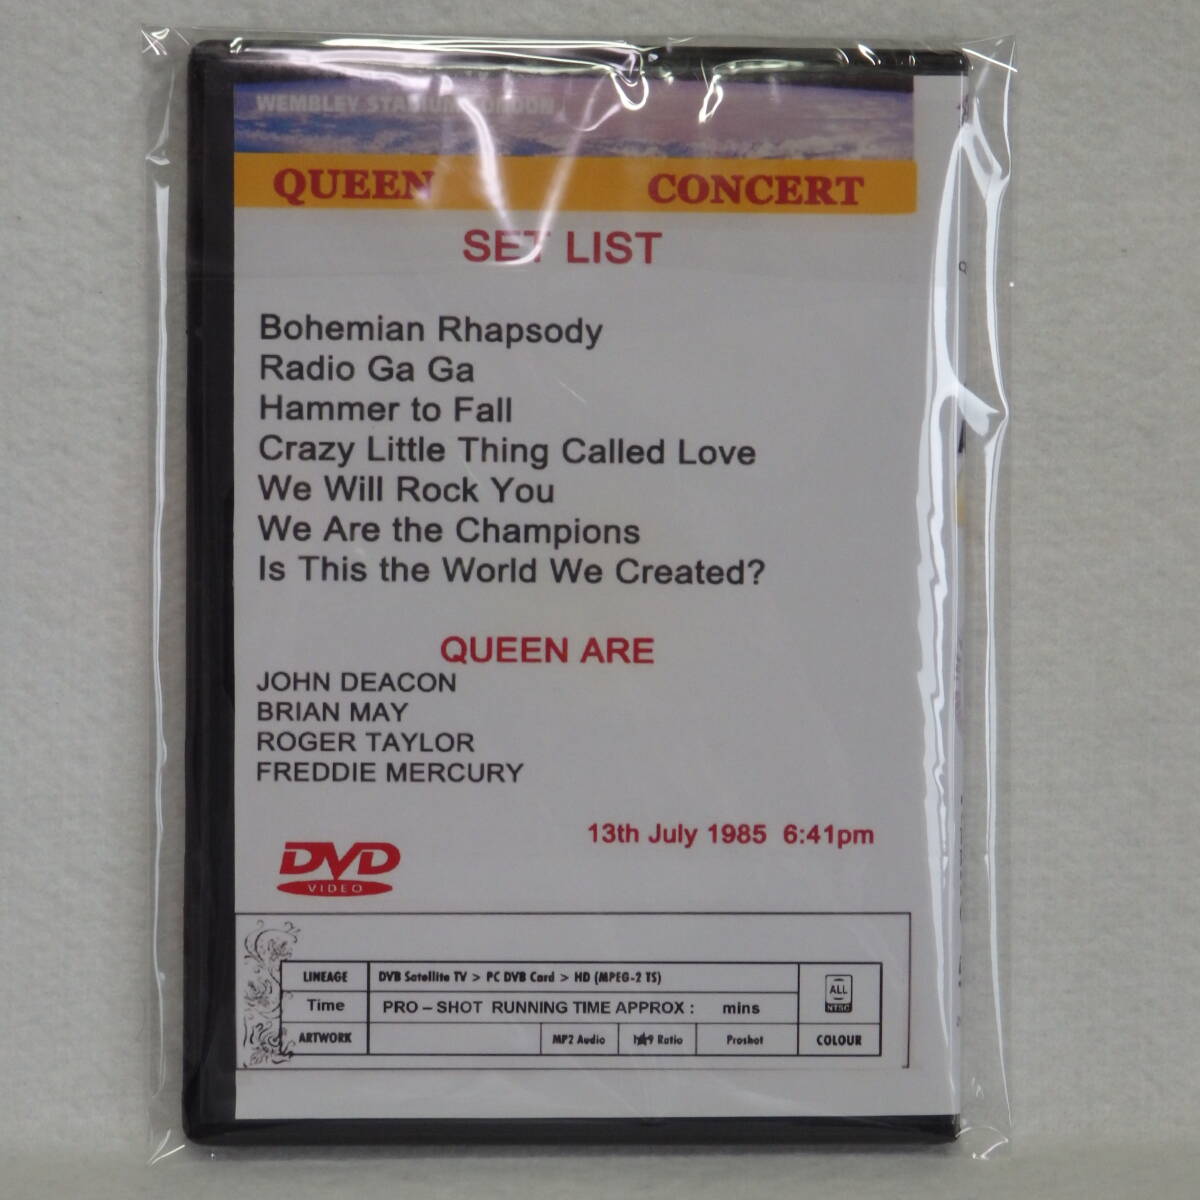 WEMBLEY STADIUM LONDON
QUEEN CONCERT
SET LIST
Bohemian Rhapsody
Radio Ga Ga
Hammer to Fall
Crazy Little Thing Called Love
We Will Rock You
We Are the Champions
Is This the World We Created?
QUEEN ARE
JOHN DEACON
BRIAN MAY
ROGER TAYLOR
FREDDIE MERCURY
13th July 1985 6:41pm
DVD
VIDEO
LINEAGE DVB Satellite TV > PC DVB Card > HD (MPEG-2 TS)
ALL
NTSC
Time PRO – SHOT RUNNING TIME APPROX : mins
ARTWORK MP2 Audio Ratio Proshot COLOUR